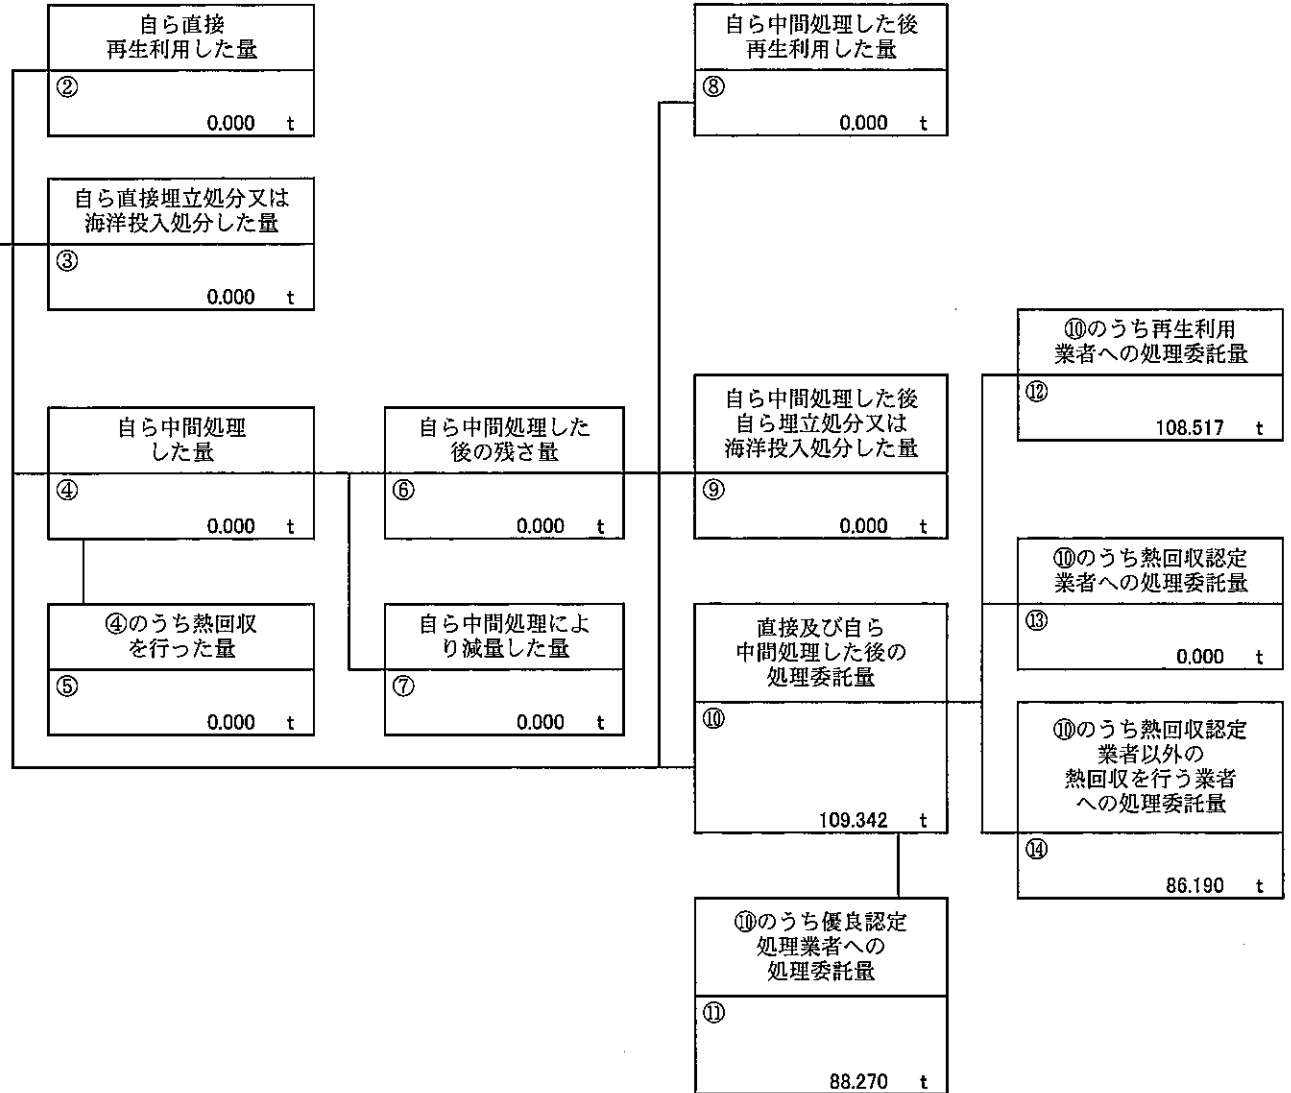 自ら直接
再生利用した量
②
0.000 t
自ら直接埋立処分又は
海洋投入処分した量
③
0.000 t
自ら中間処理
した量
④
0.000 t
④のうち熱回収
を行った量
⑤
0.000 t
自ら中間処理した
後の残さ量
⑥
0.000 t
自ら中間処理によ
り減量した量
⑦
0.000 t
自ら中間処理した後
再生利用した量
⑧
0.000 t
自ら中間処理した後
自ら埋立処分又は
海洋投入処分した量
⑨
0.000 t
直接及び自ら
中間処理した後の
処理委託量
⑩
109.342 t
⑩のうち優良認定
処理業者への
処理委託量
⑪
88.270 t
⑩のうち再生利用
業者への処理委託量
⑫
108.517 t
⑩のうち熱回収認定
業者への処理委託量
⑬
0.000 t
⑩のうち熱回収認定
業者以外の
熱回収を行う業者
への処理委託量
⑭
86.190 t